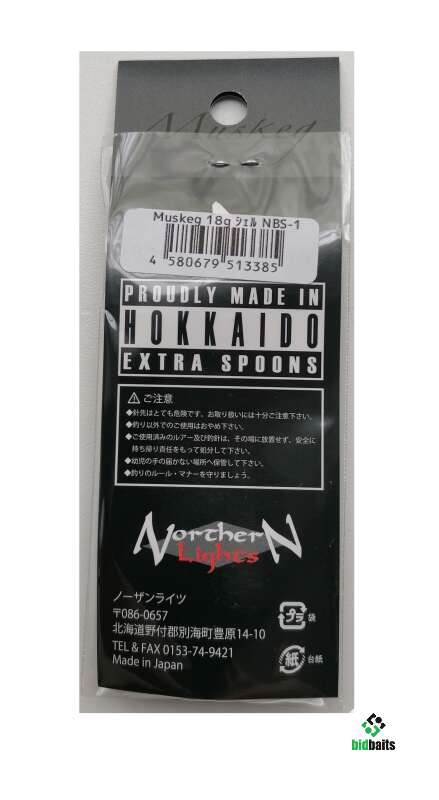 Muskeg
Muskeg 18g ｼｪﾙ NBS-1
4 580679 513385
PROUDLY MADE IN
HOKKAIDO
EXTRA SPOONS
⚠ご注意
◆針先はとても危険です。お取り扱いには十分ご注意下さい。
◆釣り以外でのご使用はおやめ下さい。
◆ご使用済みのルアー及び釣針は、その場に放置せず、安全に
持ち帰り責任をもって処分して下さい。
◆幼児の手の届かない場所へ保管して下さい。
◆釣りのルール・マナーを守りましょう。
NortherN
Lights
ノーザンライツ
〒086-0657
北海道野付郡別海町豊原14-10
TEL & FAX 0153-74-9421
Made in Japan
プラ 袋
紙 台紙
bidbaits